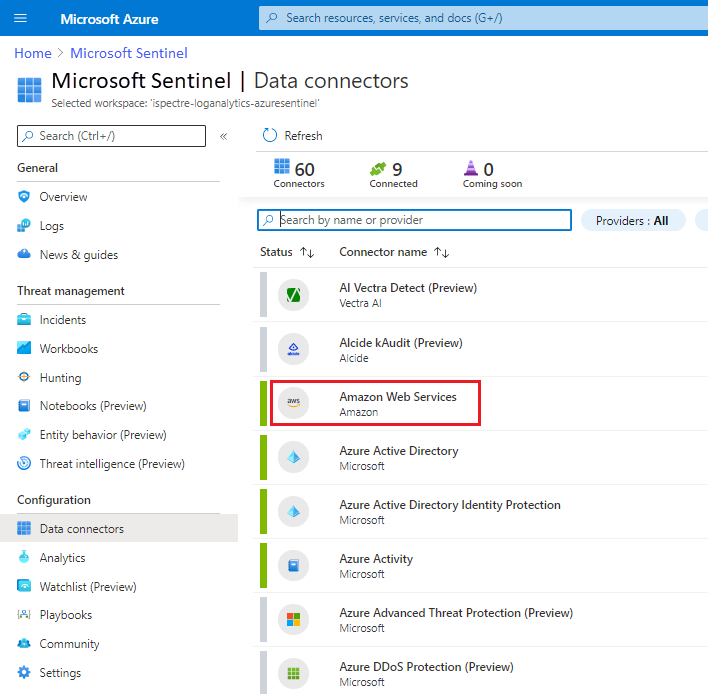 Microsoft Azure
Search resources, services, and docs (G+/)
Home > Microsoft Sentinel
Microsoft Sentinel | Data connectors
Selected workspace: 'ispectre-loganalytics-azuresentinel'
Search (Ctrl+/)
«
General
Overview
Logs
News & guides
Threat management
Incidents
Workbooks
Hunting
Notebooks (Preview)
Entity behavior (Preview)
Threat intelligence (Preview)
Configuration
Data connectors
Analytics
Watchlist (Preview)
Playbooks
Community
Settings
Refresh
60
Connectors
9
Connected
0
Coming soon
Search by name or provider
Providers : All
Status ↑↓ Connector name ↑↓
AI Vectra Detect (Preview)
Vectra AI
Alcide kAudit (Preview)
Alcide
aws
Amazon Web Services
Amazon
Azure Active Directory
Microsoft
Azure Active Directory Identity Protection
Microsoft
Azure Activity
Microsoft
Azure Advanced Threat Protection (Preview)
Microsoft
Azure DDoS Protection (Preview)
Microsoft